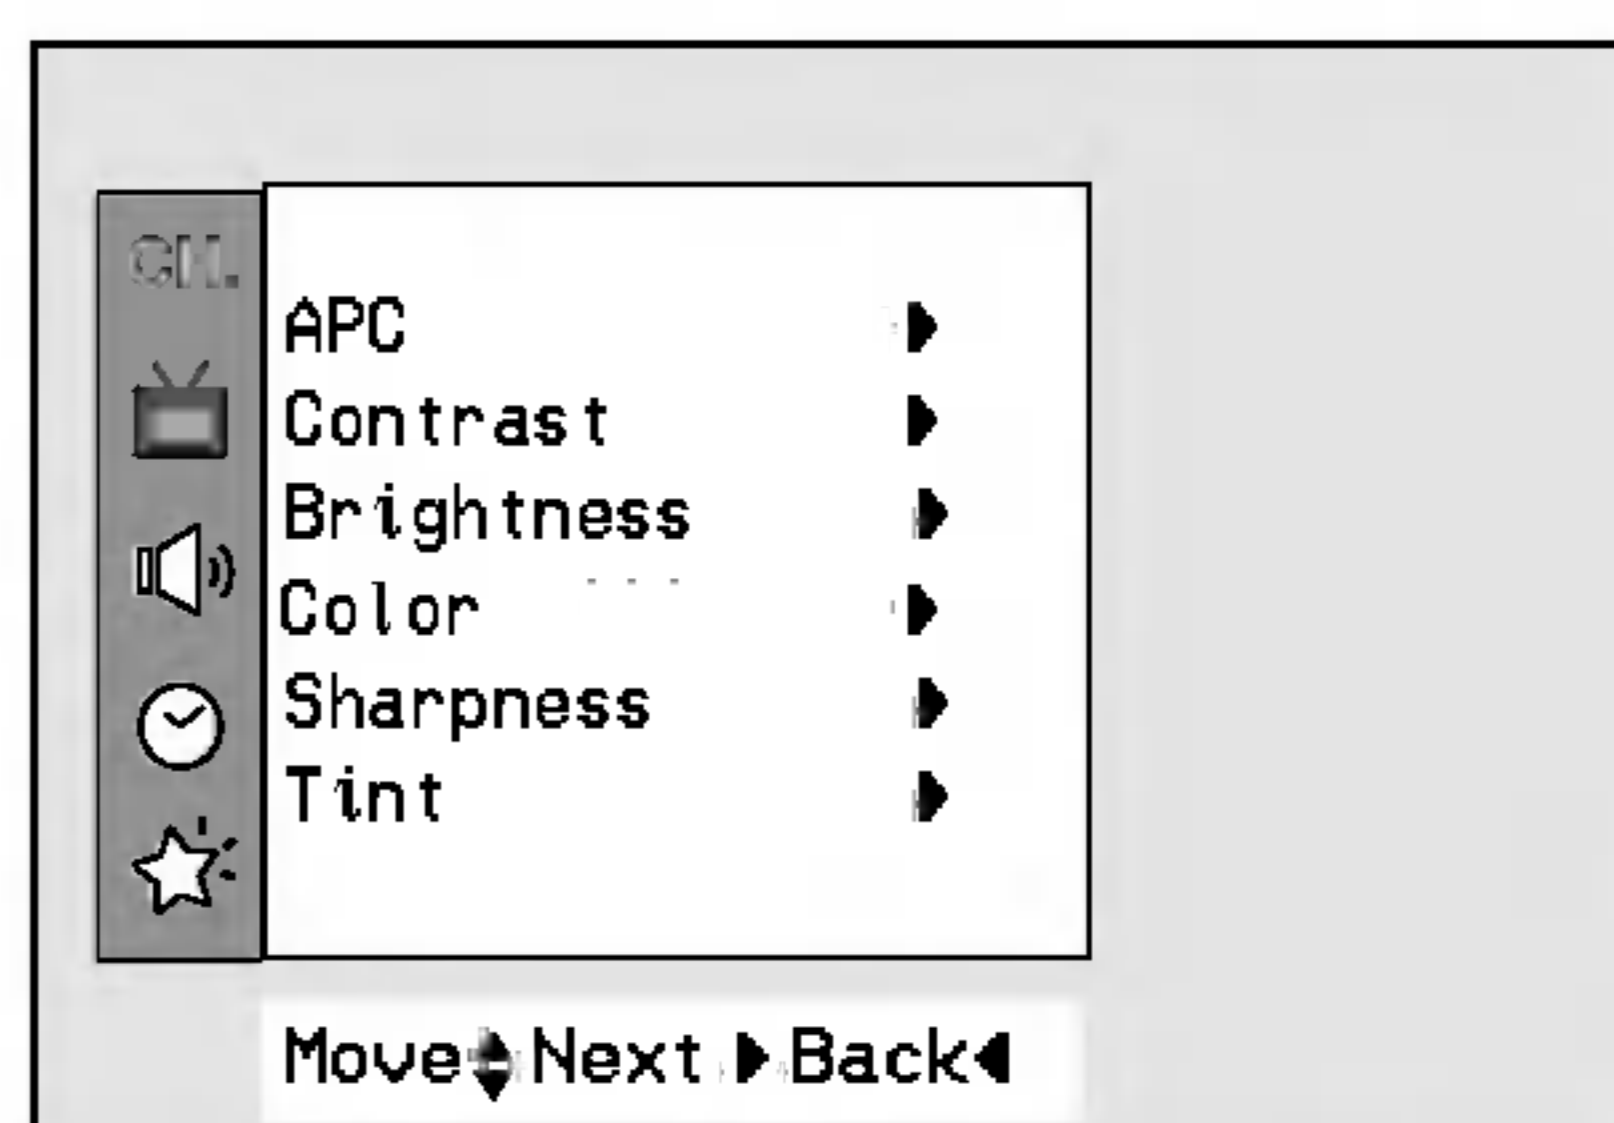 CH.
APC
Contrast
Brightness
Color
Sharpness
Tint
Move Next Back